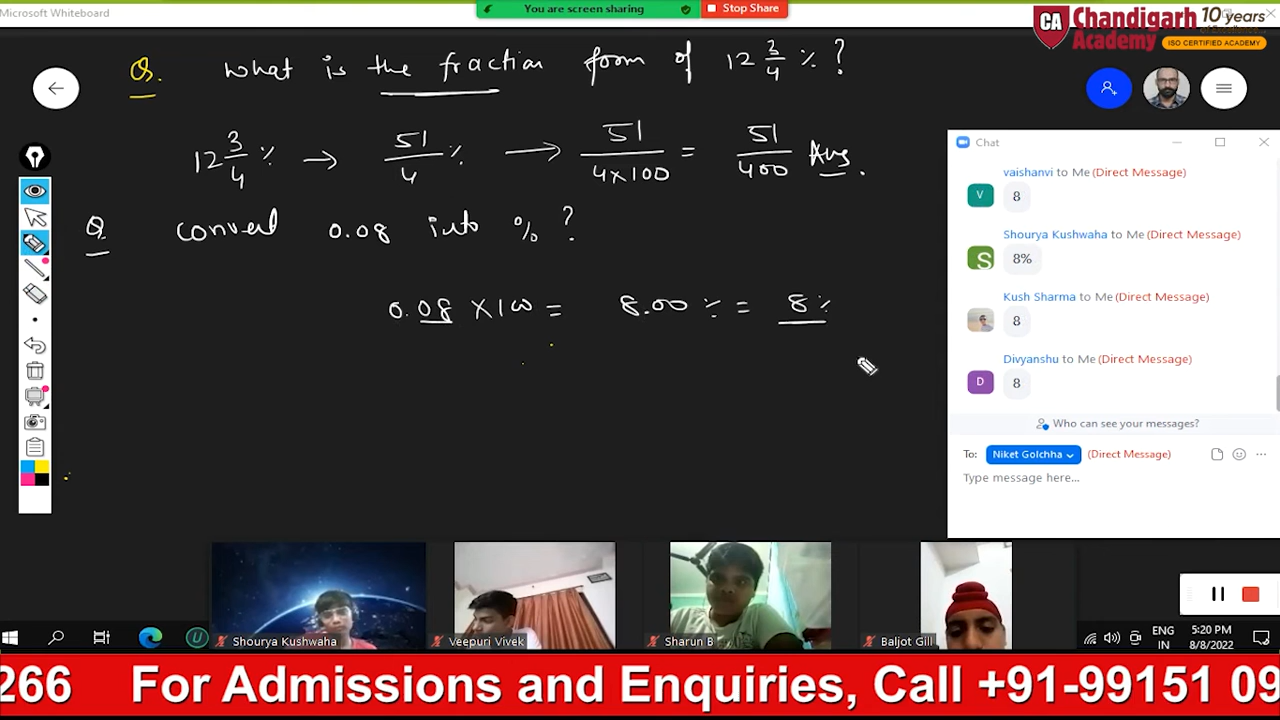 Microsoft Whiteboard
You are screen sharing
Stop Share
CA Chandigarh Academy
10 years
of Excellence...
ISO CERTIFIED ACADEMY
Q. What is the fraction form of 12 3/4 % ?
12 3/4 % → 51/4 % → 51/4×100 = 51/400 Ans.
Q convert 0.08 into % ?
0.08 ×100 = 8.00 % = 8 %
Chat
vaishanvi to Me (Direct Message)
V
8
Shourya Kushwaha to Me (Direct Message)
S
8%
Kush Sharma to Me (Direct Message)
8
Divyanshu to Me (Direct Message)
D
8
Who can see your messages?
To: Niket Golchha (Direct Message)
Type message here...
Shourya Kushwaha
Veepuri Vivek
Sharun B
Baljot Gill
ENG
IN
5:20 PM
8/8/2022
266 For Admissions and Enquiries, Call +91-99151 09